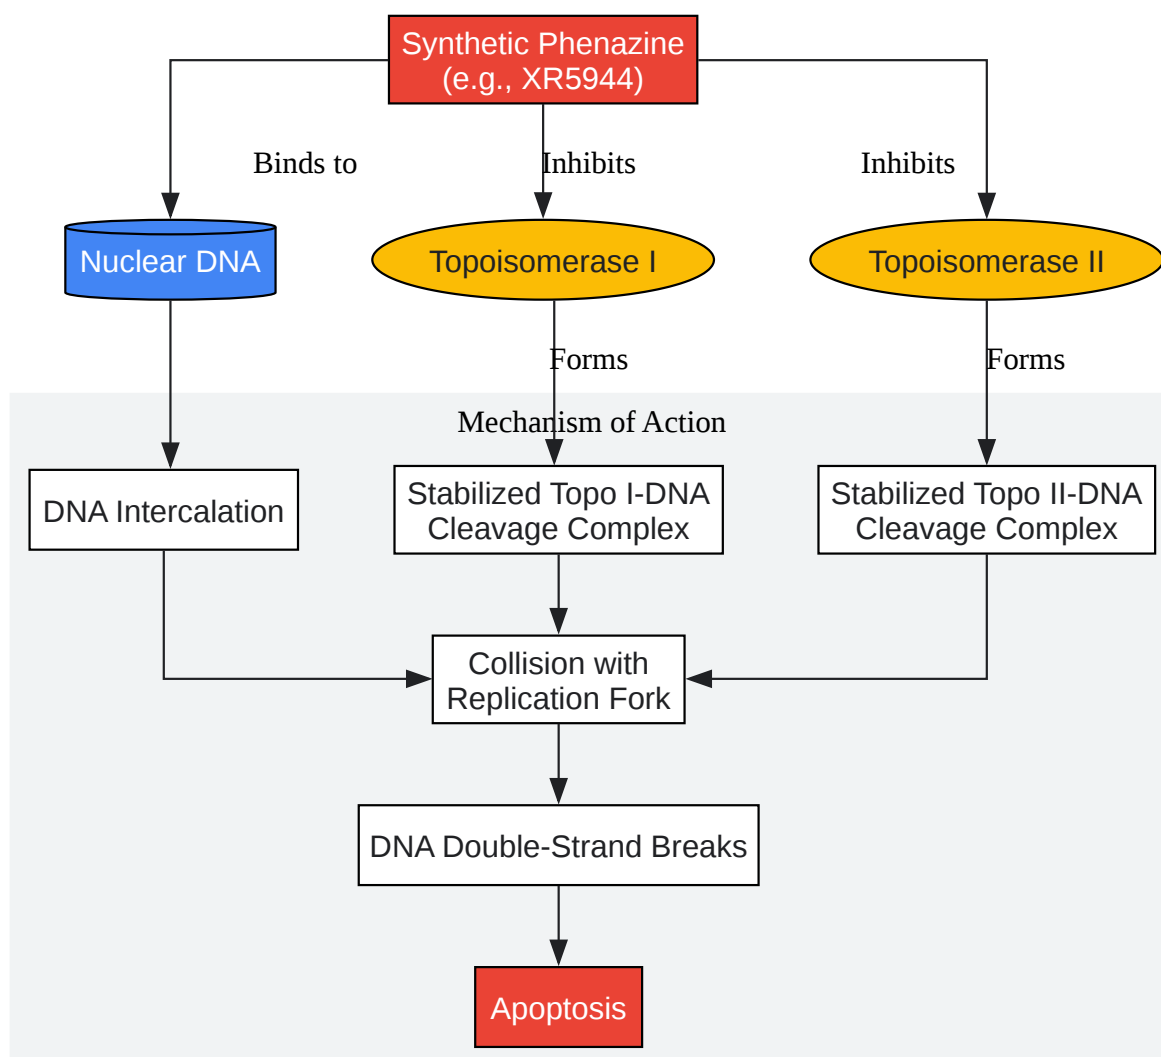 Synthetic Phenazine
(e.g., XR5944)
Binds to
Inhibits
Inhibits
Nuclear DNA
Topoisomerase I
Topoisomerase II
Forms
Forms
Mechanism of Action
DNA Intercalation
Stabilized Topo I-DNA
Cleavage Complex
Stabilized Topo II-DNA
Cleavage Complex
Collision with
Replication Fork
DNA Double-Strand Breaks
Apoptosis